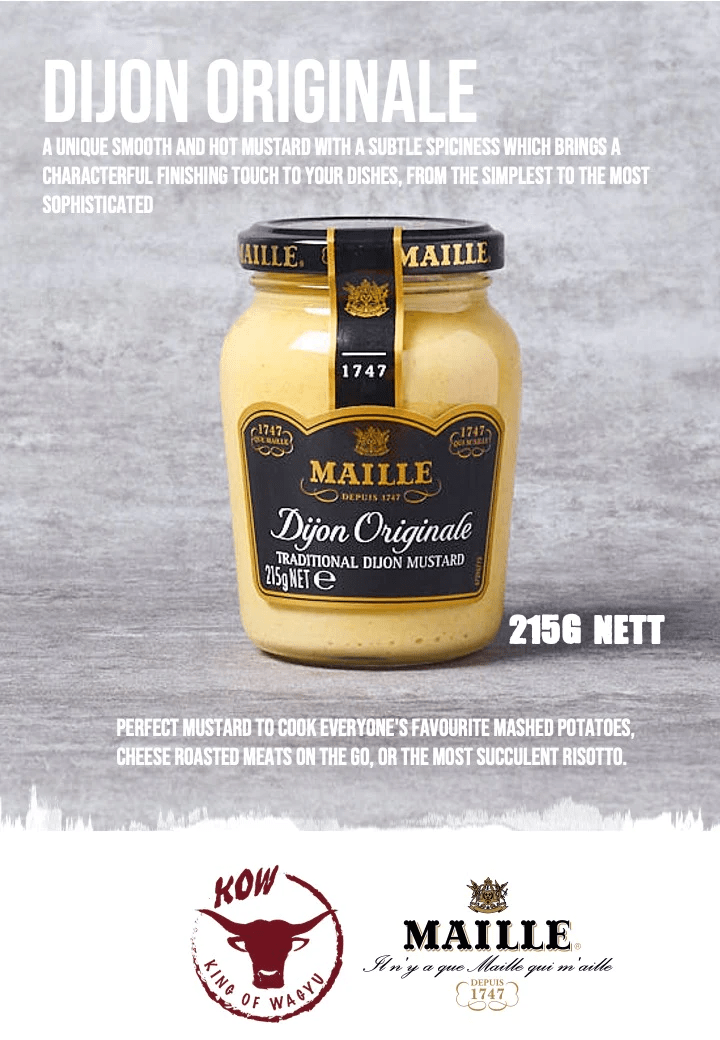 DIJON ORIGINALE
A UNIQUE SMOOTH AND HOT MUSTARD WITH A SUBTLE SPICINESS WHICH BRINGS A
CHARACTERFUL FINISHING TOUCH TO YOUR DISHES, FROM THE SIMPLEST TO THE MOST
SOPHISTICATED
MAILLE. MAILLE
1747
1747 1747
QUE MAILLE
MAILLE
DEPUIS 1747
Dijon Originale
TRADITIONAL DIJON MUSTARD
215g NET e
215G NETT
PERFECT MUSTARD TO COOK EVERYONE'S FAVOURITE MASHED POTATOES,
CHEESE ROASTED MEATS ON THE GO, OR THE MOST SUCCULENT RISOTTO.
KOW
KING OF WAGYU
MAILLE®
Il n'y a que Maille qui m'aille
DEPUIS
1747